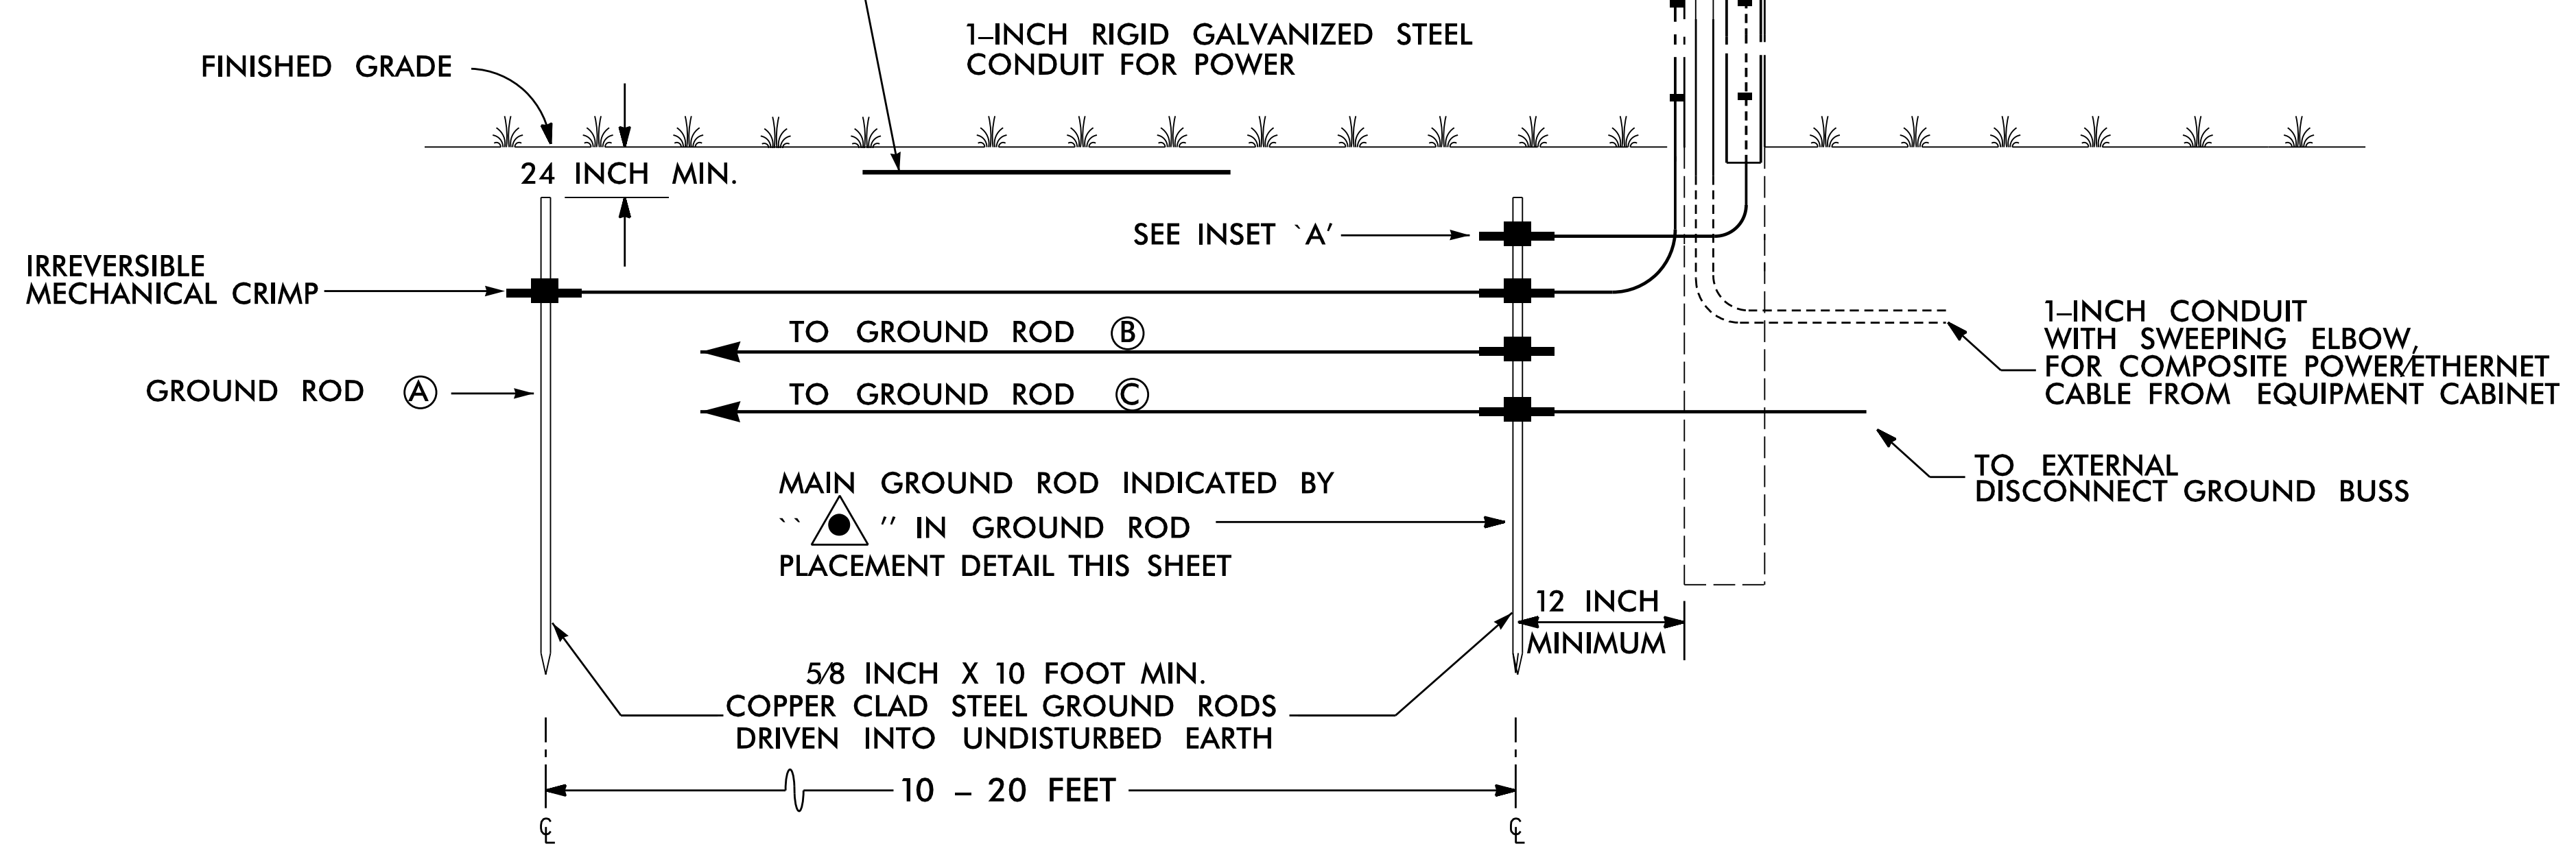 1–INCH RIGID GALVANIZED STEEL
CONDUIT FOR POWER
FINISHED GRADE
24 INCH MIN.
SEE INSET `A'
IRREVERSIBLE
MECHANICAL CRIMP
TO GROUND ROD B
1–INCH CONDUIT
WITH SWEEPING ELBOW,
FOR COMPOSITE POWER/ETHERNET
CABLE FROM EQUIPMENT CABINET
GROUND ROD A
TO GROUND ROD C
TO EXTERNAL
DISCONNECT GROUND BUSS
MAIN GROUND ROD INDICATED BY
`` '' IN GROUND ROD
PLACEMENT DETAIL THIS SHEET
12 INCH
MINIMUM
5/8 INCH X 10 FOOT MIN.
COPPER CLAD STEEL GROUND RODS
DRIVEN INTO UNDISTURBED EARTH
10 – 20 FEET
℄ ℄